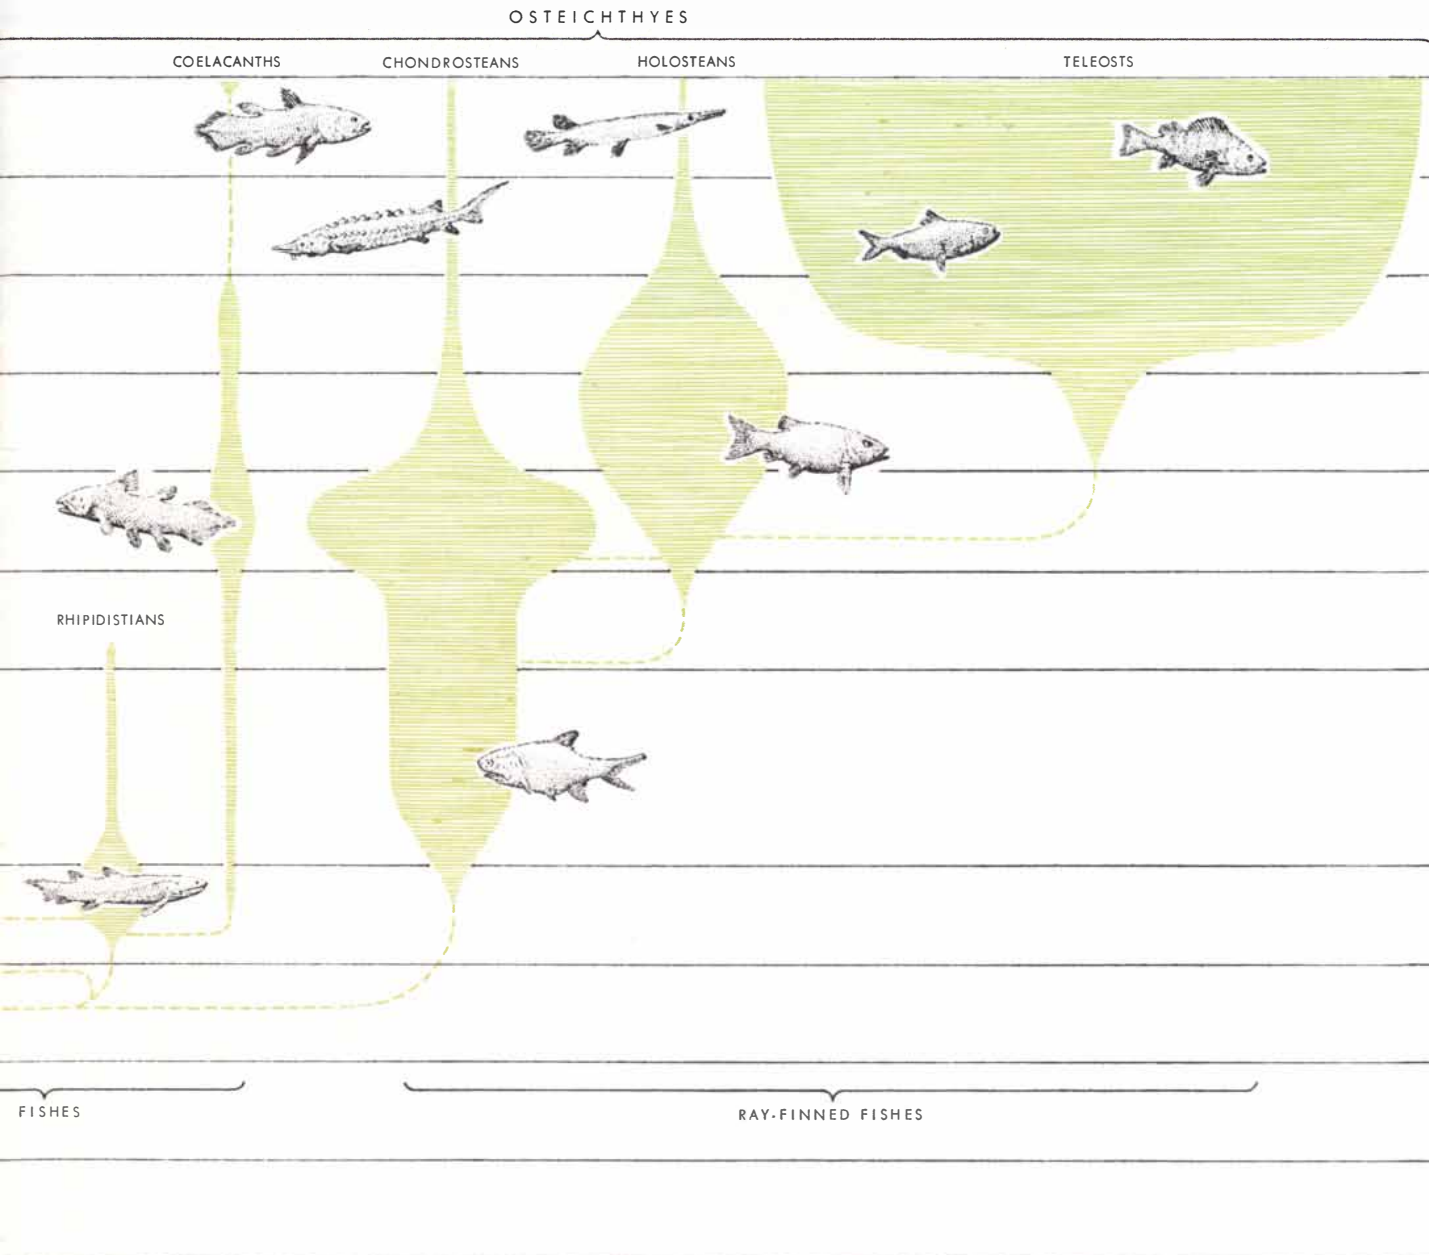 OSTEICHTHYES
COELACANTHS CHONDROSTEANS HOLOSTEANS TELEOSTS
RHIPIDISTIANS
FISHES
RAY-FINNED FISHES